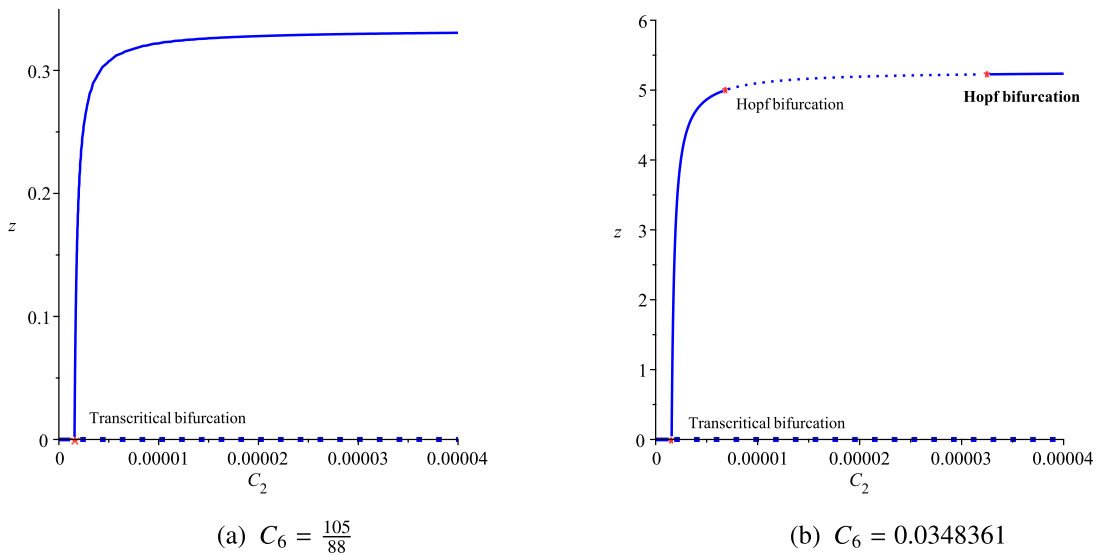 0.3
0.2
z
0.1
Transcritical bifurcation
0
0 0.00001 0.00002 0.00003 0.00004
C₂
(a) C₆ = 105/88
6
5
Hopf bifurcation
Hopf bifurcation
4
z 3
2
1
Transcritical bifurcation
0
0 0.00001 0.00002 0.00003 0.00004
C₂
(b) C₆ = 0.0348361